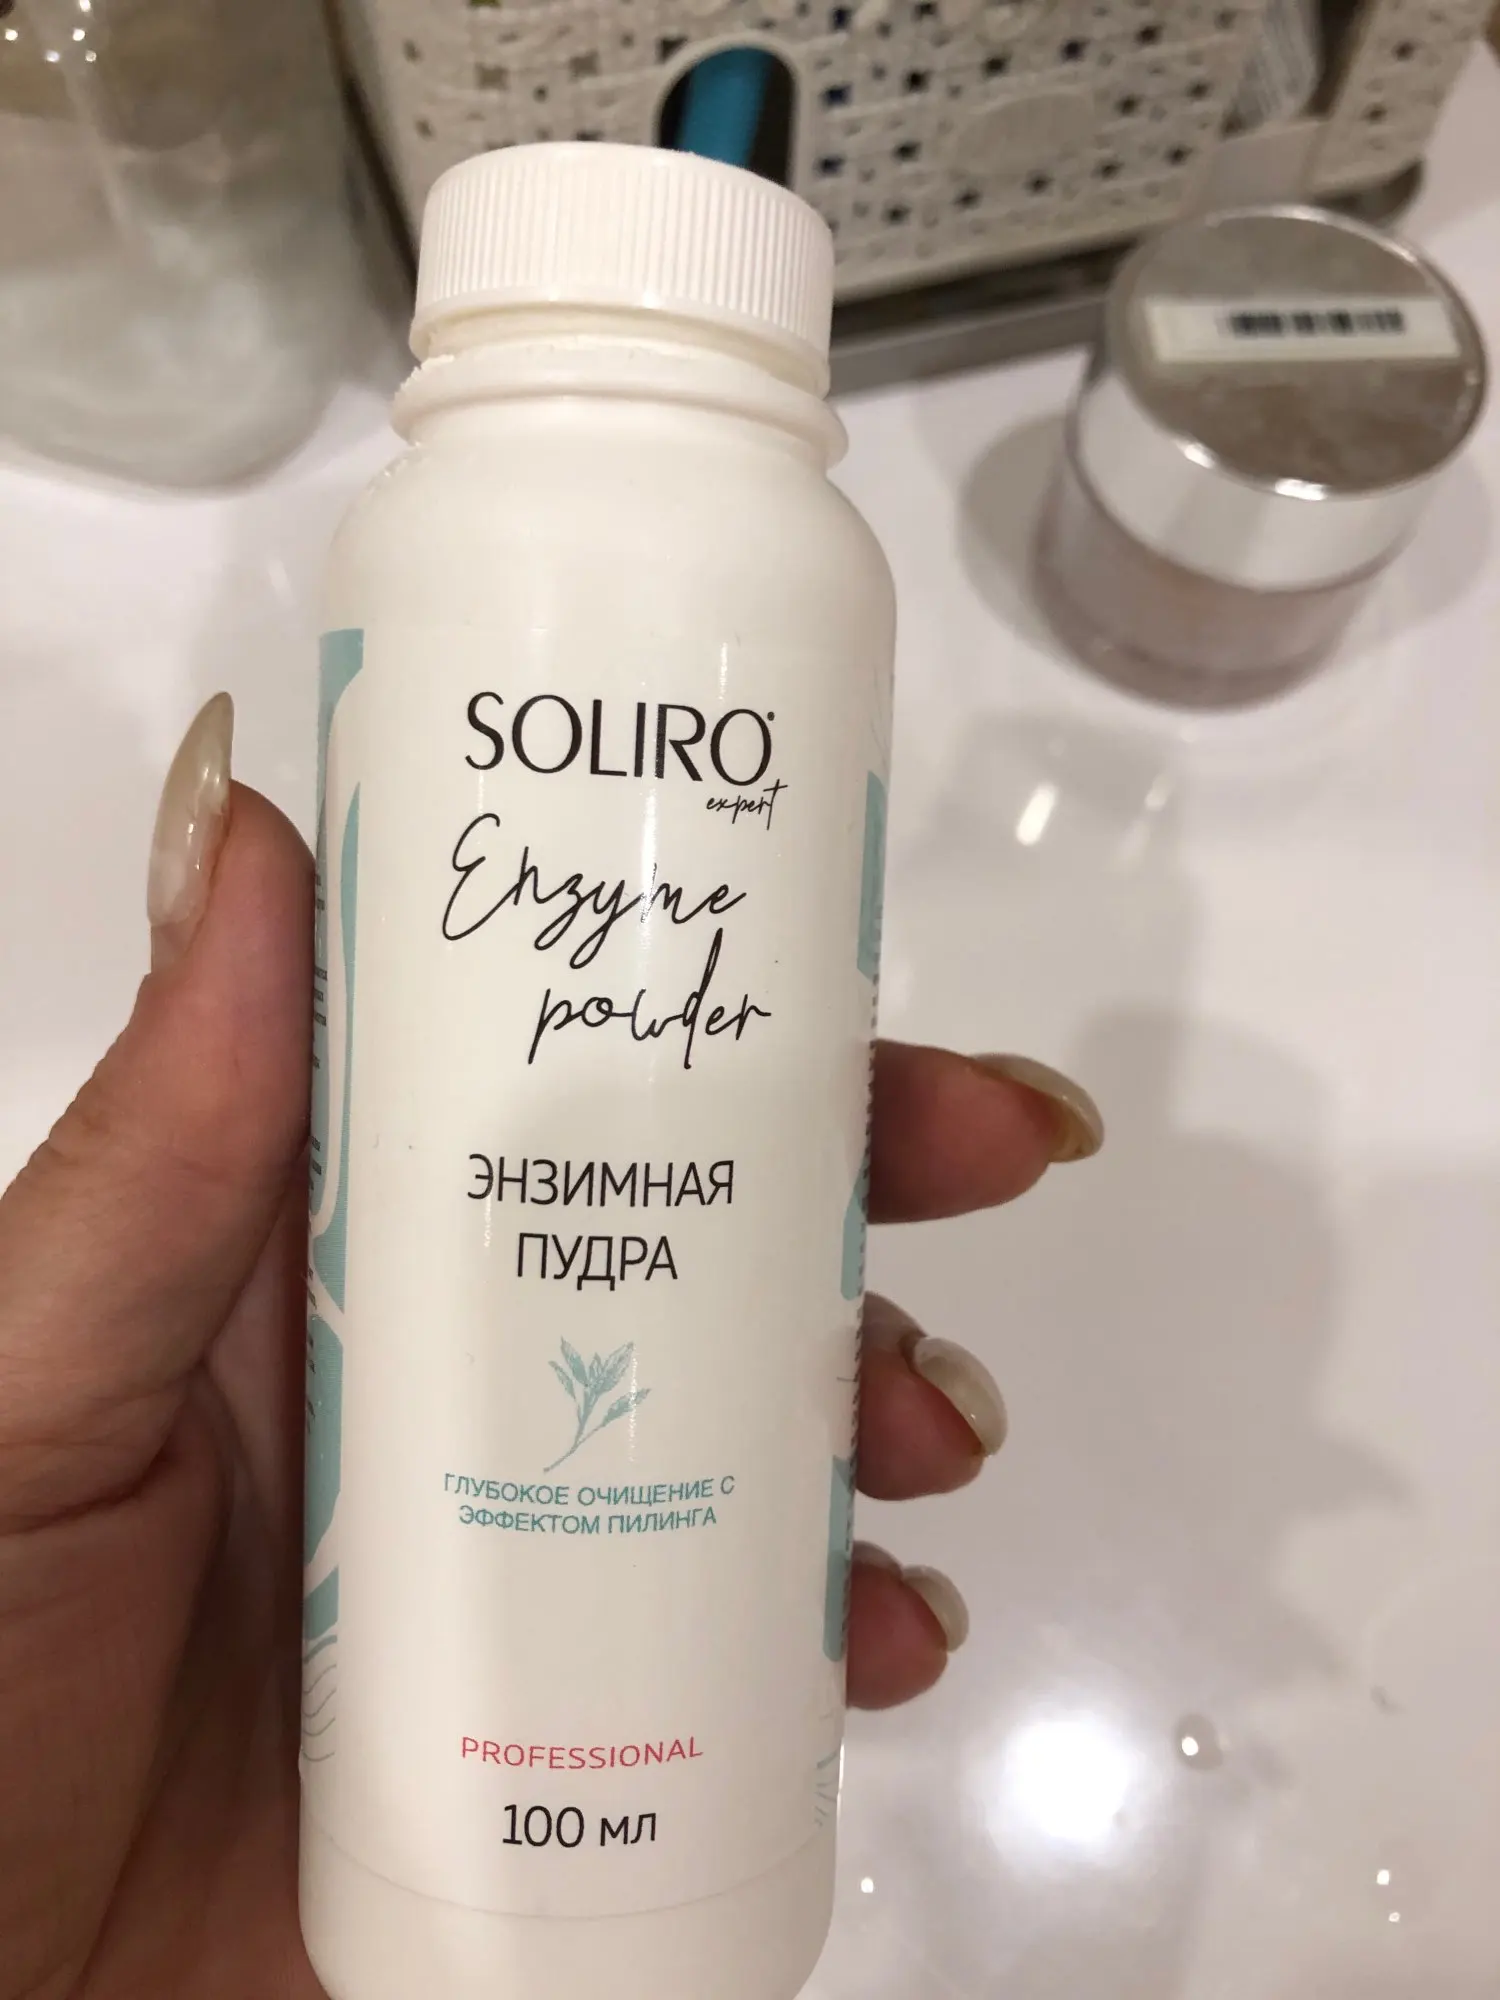 SOLIRO
expert
Enzyme
powder
ЭНЗИМНАЯ
ПУДРА
ГЛУБОКОЕ ОЧИЩЕНИЕ С
ЭФФЕКТОМ ПИЛИНГА
PROFESSIONAL
100 мл